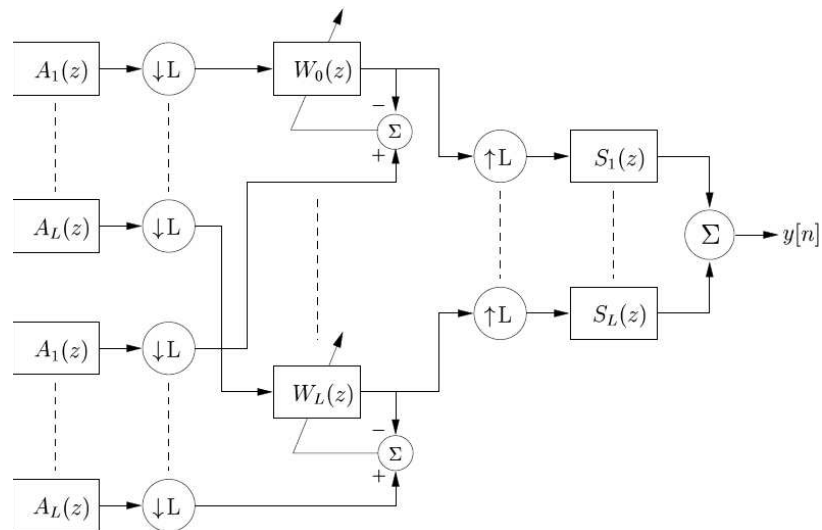 A₁(z) ↓L W₀(z)
−
Σ
+
↑L S₁(z)
A_L(z) ↓L
Σ y[n]
↑L S_L(z)
A₁(z) ↓L
W_L(z)
−
Σ
+
A_L(z) ↓L